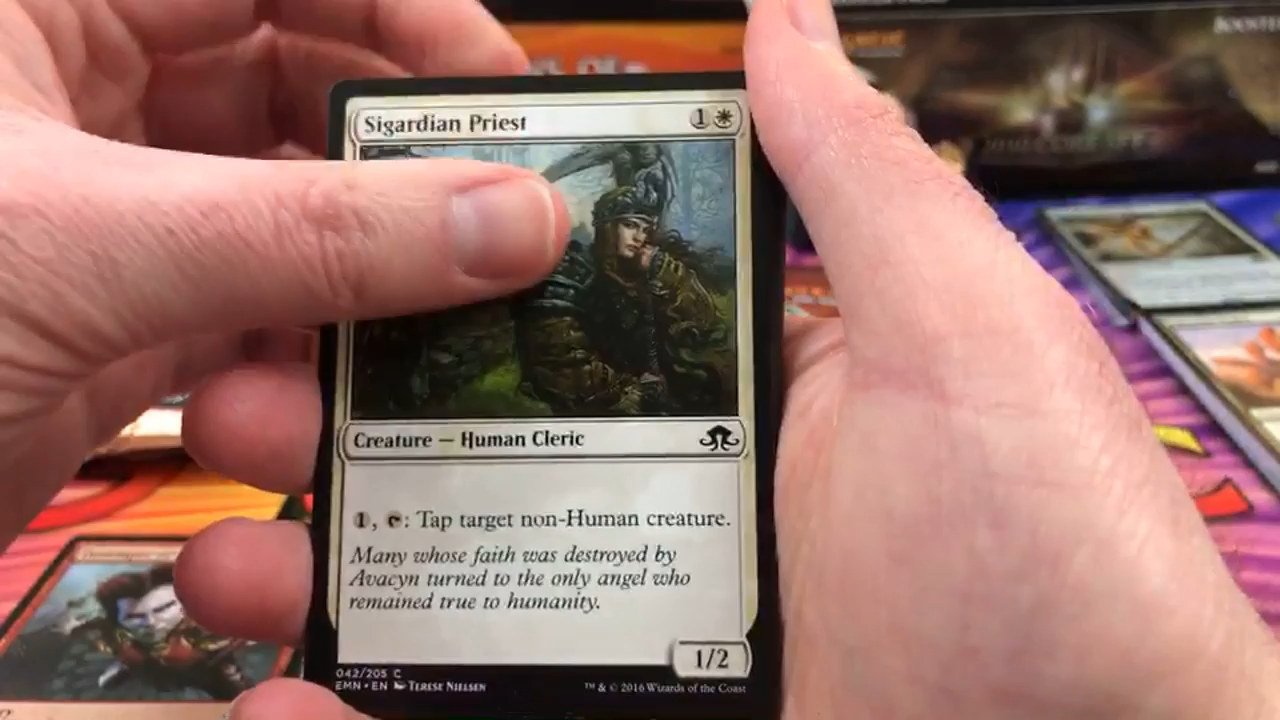 Sigardian Priest 1
Creature — Human Cleric
1, : Tap target non-Human creature.
Many whose faith was destroyed by
Avacyn turned to the only angel who
remained true to humanity.
1/2
042/205 C
EMN • EN TERESE NIELSEN
™ & © 2016 Wizards of the Coast